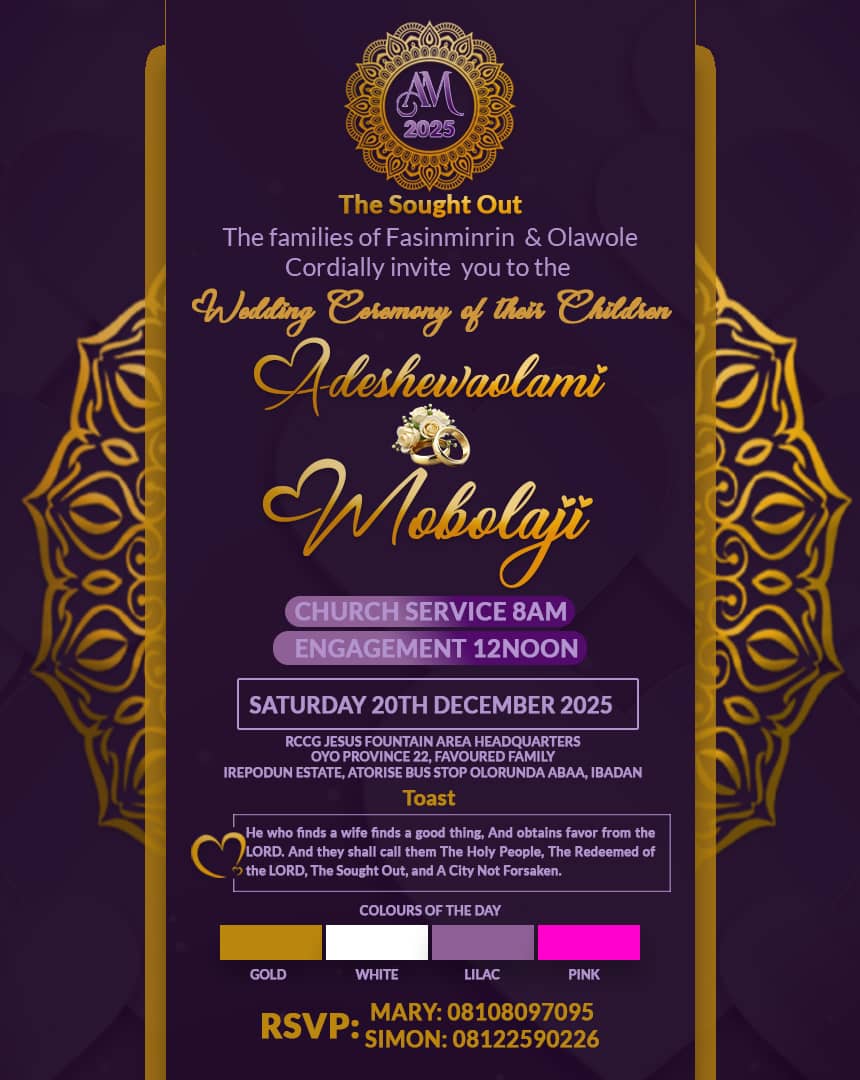 AM
2025
The Sought Out
The families of Fasinminrin & Olawole
Cordially invite you to the
Wedding Ceremony of their Children
Adeshewaolami
Mobolaji
CHURCH SERVICE 8AM
ENGAGEMENT 12NOON
SATURDAY 20TH DECEMBER 2025
RCCG JESUS FOUNTAIN AREA HEADQUARTERS
OYO PROVINCE 22, FAVOURED FAMILY
IREPODUN ESTATE, ATORISE BUS STOP OLORUNDA ABAA, IBADAN
Toast
He who finds a wife finds a good thing, And obtains favor from the
LORD. And they shall call them The Holy People, The Redeemed of
the LORD, The Sought Out, and A City Not Forsaken.
COLOURS OF THE DAY
GOLD WHITE LILAC PINK
RSVP: MARY: 08108097095
SIMON: 08122590226